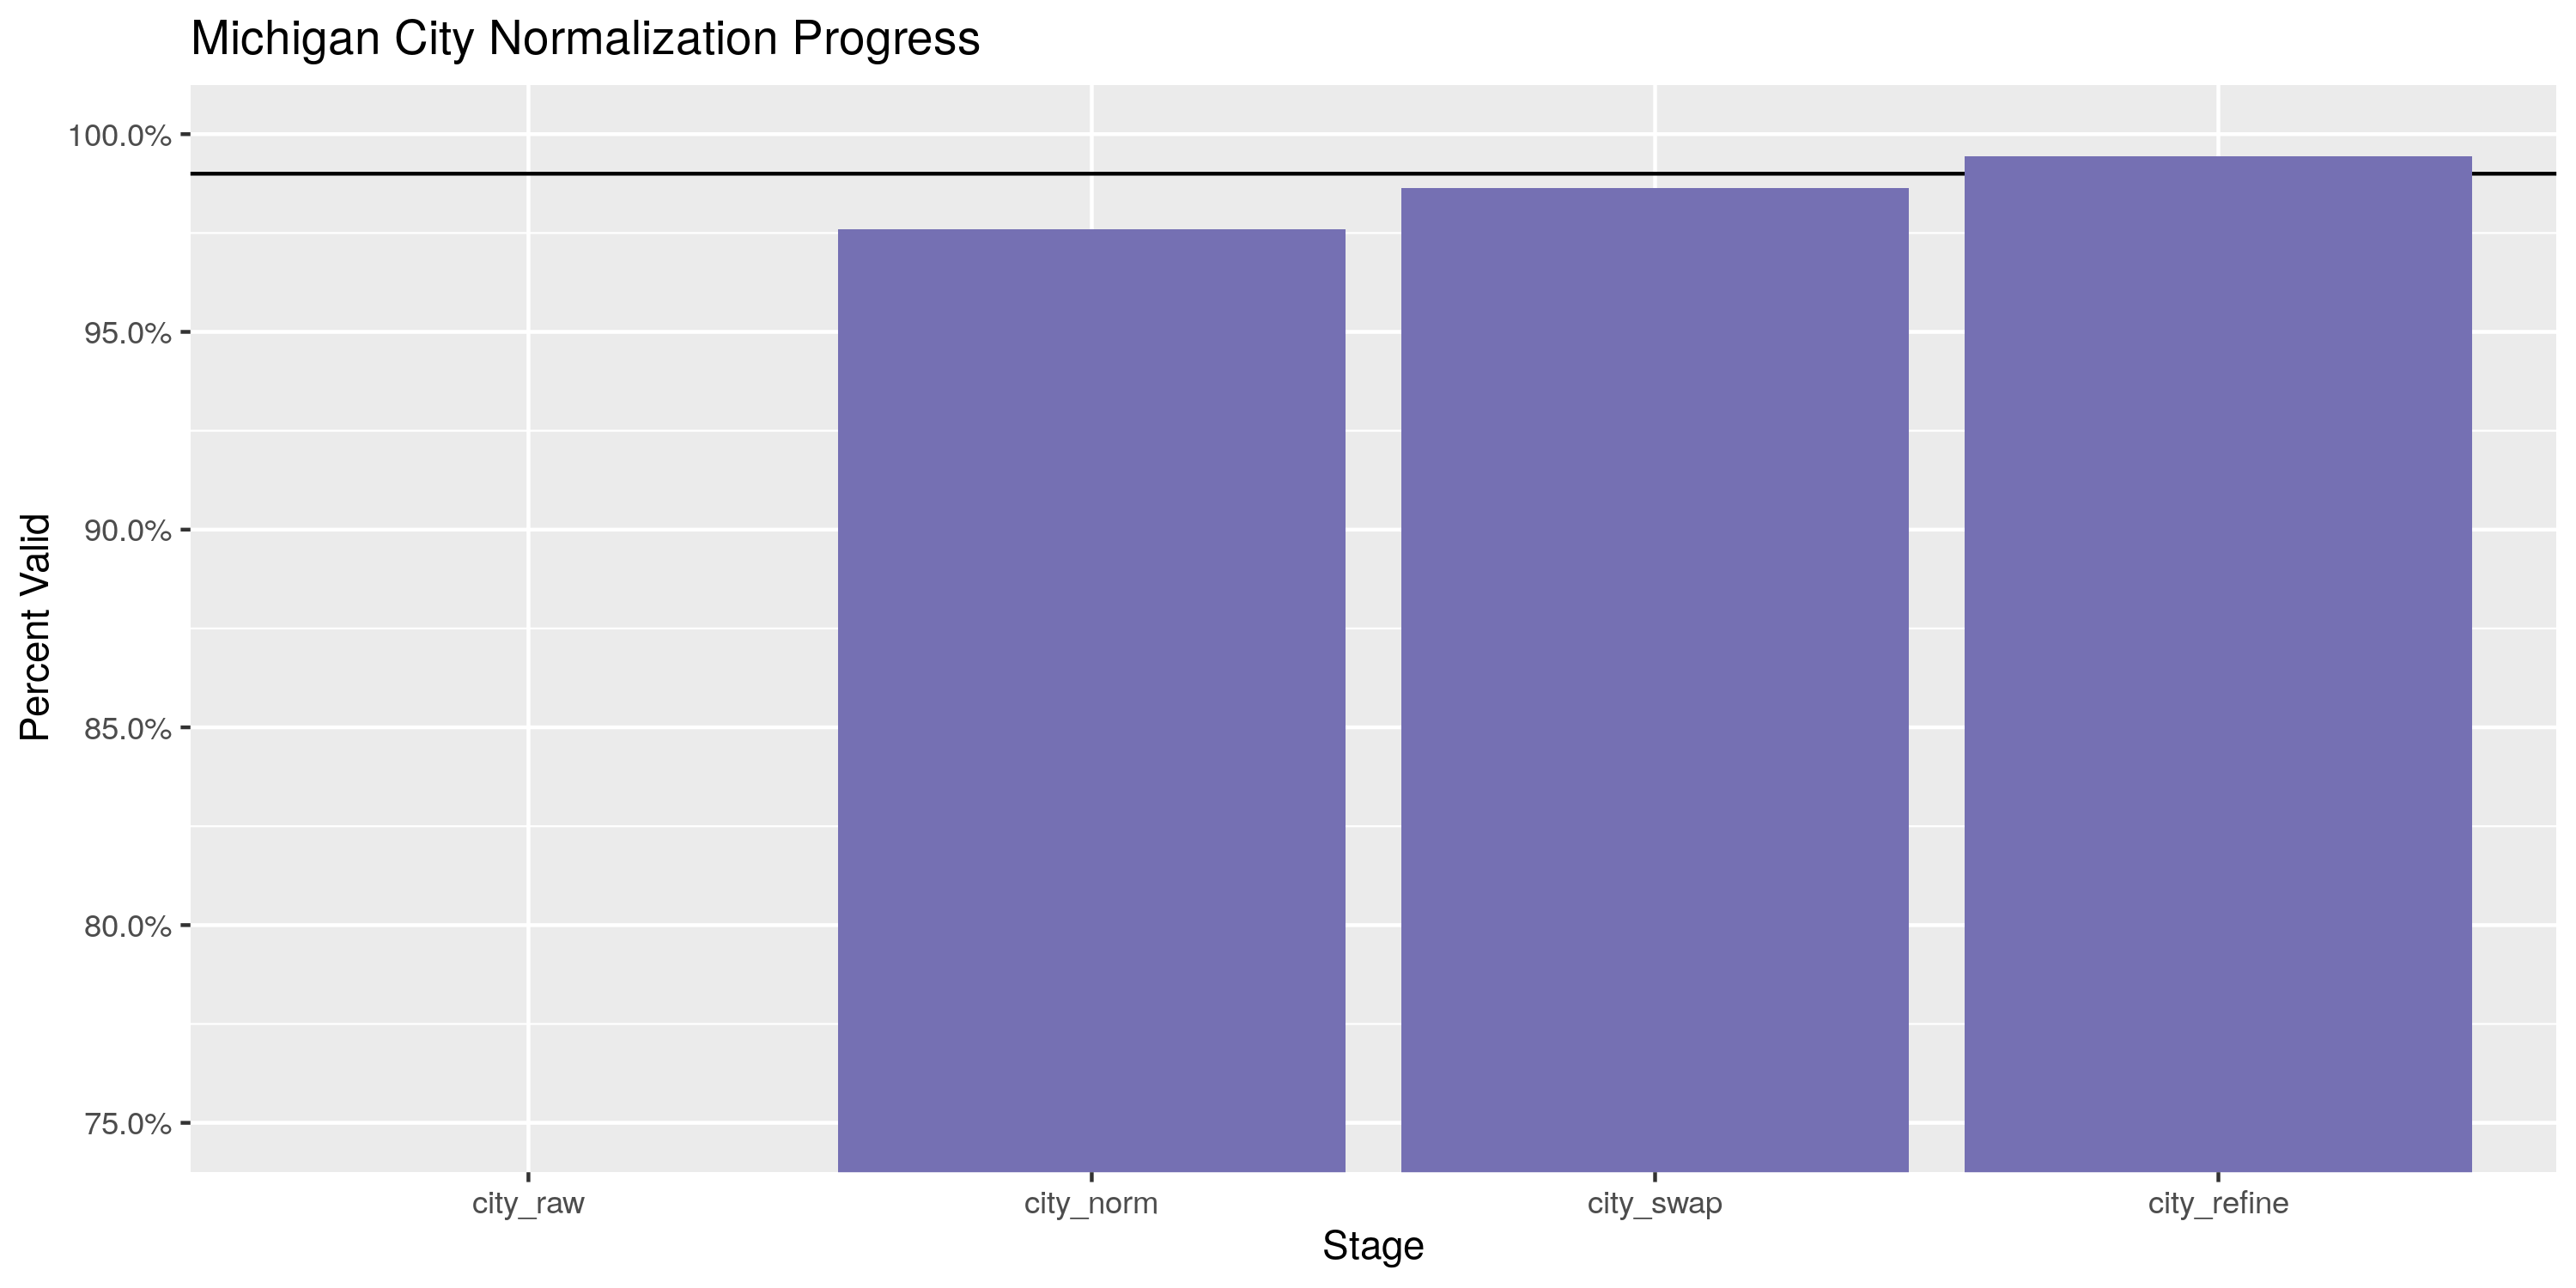 Michigan City Normalization Progress
100.0%
95.0%
90.0%
85.0%
80.0%
75.0%
Percent Valid
city_raw
city_norm
city_swap
city_refine
Stage